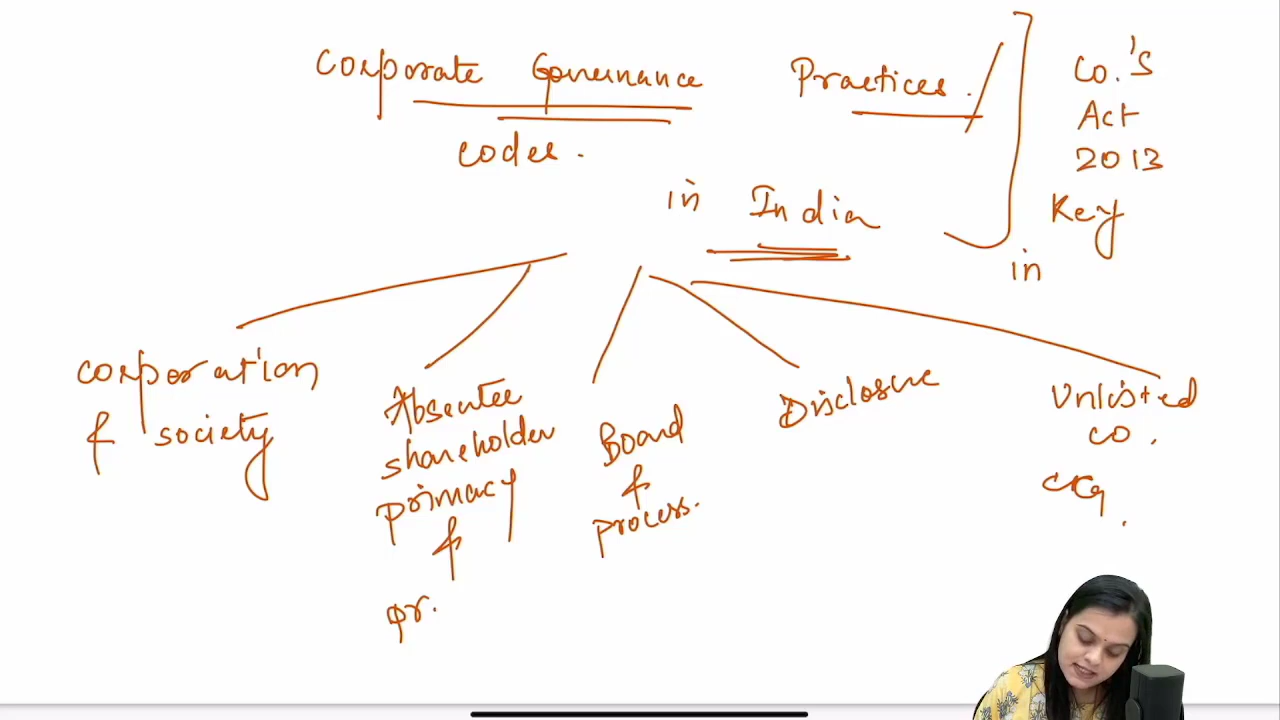 Corporate Governance Practices.
codes.
in India
Co.'s
Act
2013
Key
in
corporation
& society
Absentee
shareholder
primacy
&
pr.
Board
&
process.
Disclosure
Unlisted
co.